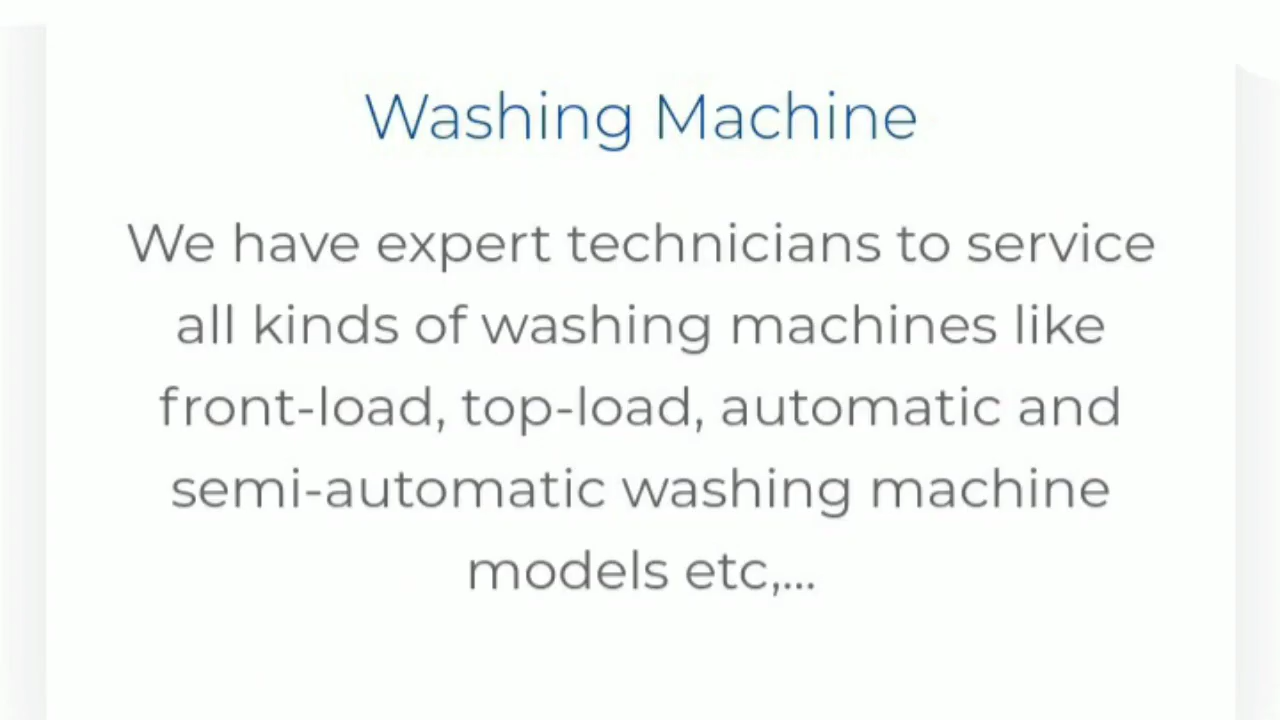 Washing Machine
We have expert technicians to service
all kinds of washing machines like
front-load, top-load, automatic and
semi-automatic washing machine
models etc,...